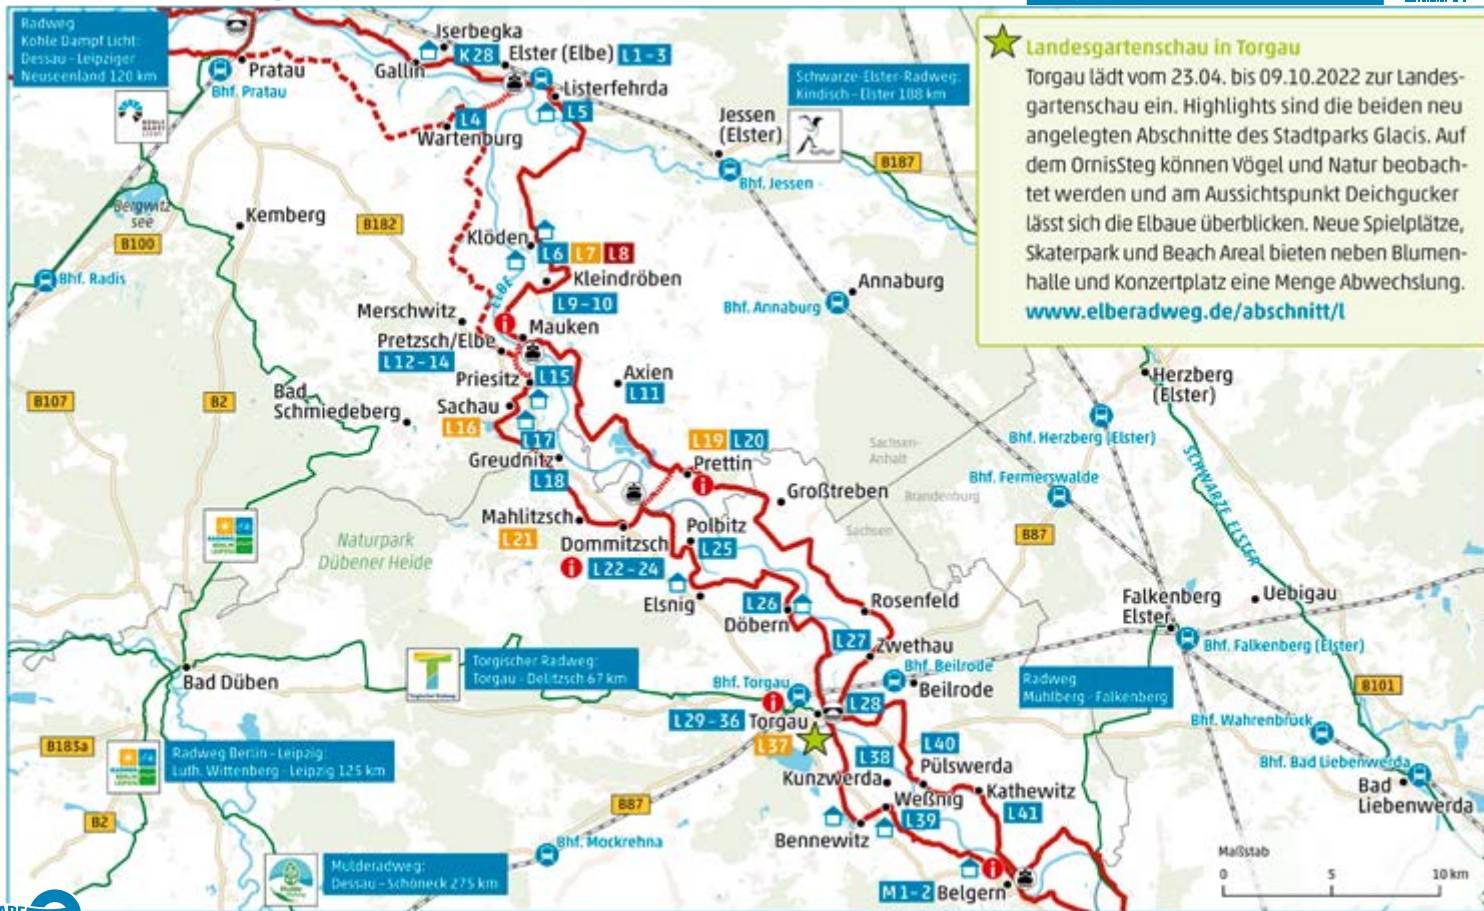 Radweg
Kohle Dampf Licht:
Dessau - Leipziger
Neuseenland 120 km
Pratau
Bhf. Pratau
Iserbegka
K28
Elster (Elbe)
L1-3
Gallin
Listerfehrda
L4
L5
Wartenburg
Schwarze-Elster-Radweg:
Kindisch - Elster 188 km
Jessen
(Elster)
Bhf. Jessen
B187
Landesgartenschau in Torgau
Torgau lädt vom 23.04. bis 09.10.2022 zur Landes-
gartenschau ein. Highlights sind die beiden neu
angelegten Abschnitte des Stadtparks Glacis. Auf
dem OrnisSteg können Vögel und Natur beobach-
tet werden und am Aussichtspunkt Deichgucker
lässt sich die Elbaue überblicken. Neue Spielplätze,
Skaterpark und Beach Areal bieten neben Blumen-
halle und Konzertplatz eine Menge Abwechslung.
www.elberadweg.de/abschnitt/l
Bergwitz
see
Kemberg
B182
B100
Bhf. Radis
Klöden
L6 L7 L8
Kleindröben
L9-10
ELBE
Annaburg
Bhf. Annaburg
Merschwitz
Mauken
Pretzsch/Elbe
L12-14
Priesitz
L15
Axien
L11
Herzberg
(Elster)
Bhf. Herzberg (Elster)
B107
B2
Bad
Schmiedeberg
Sachau
L16
L17
Greudnitz
L18
L19 L20
Prettin
Sachsen-
Anhalt
Brandenburg
Sachsen
Bhf. Fermerswalde
Großtreben
SCHWARZE ELSTER
B87
Mahlitzsch
L21
Dommitzsch
L22-24
Polbitz
L25
Naturpark
Dübener Heide
Elsnig
L26
Döbern
Rosenfeld
L27
Zwethau
Falkenberg
Elster
Uebigau
Bhf. Falkenberg (Elster)
Bad Düben
Torgischer Radweg:
Torgau - Delitzsch 67 km
Bhf. Torgau
Bhf. Beilrode
Beilrode
Radweg
Mühlberg - Falkenberg
B101
L28
L29-36
Torgau
L37
Bhf. Wahrenbrück
B183a
Radweg Berlin - Leipzig:
Luth. Wittenberg - Leipzig 125 km
L38
L40
Pülswerda
Kunzwerda
Kathewitz
Bhf. Bad Liebenwerda
Bad
Liebenwerda
B2
B87
Weßnig
L39
L41
Bennewitz
Bhf. Mockrehna
Mulderadweg:
Dessau - Schöneck 275 km
M1-2
Belgern
Maßstab
0 5 10 km